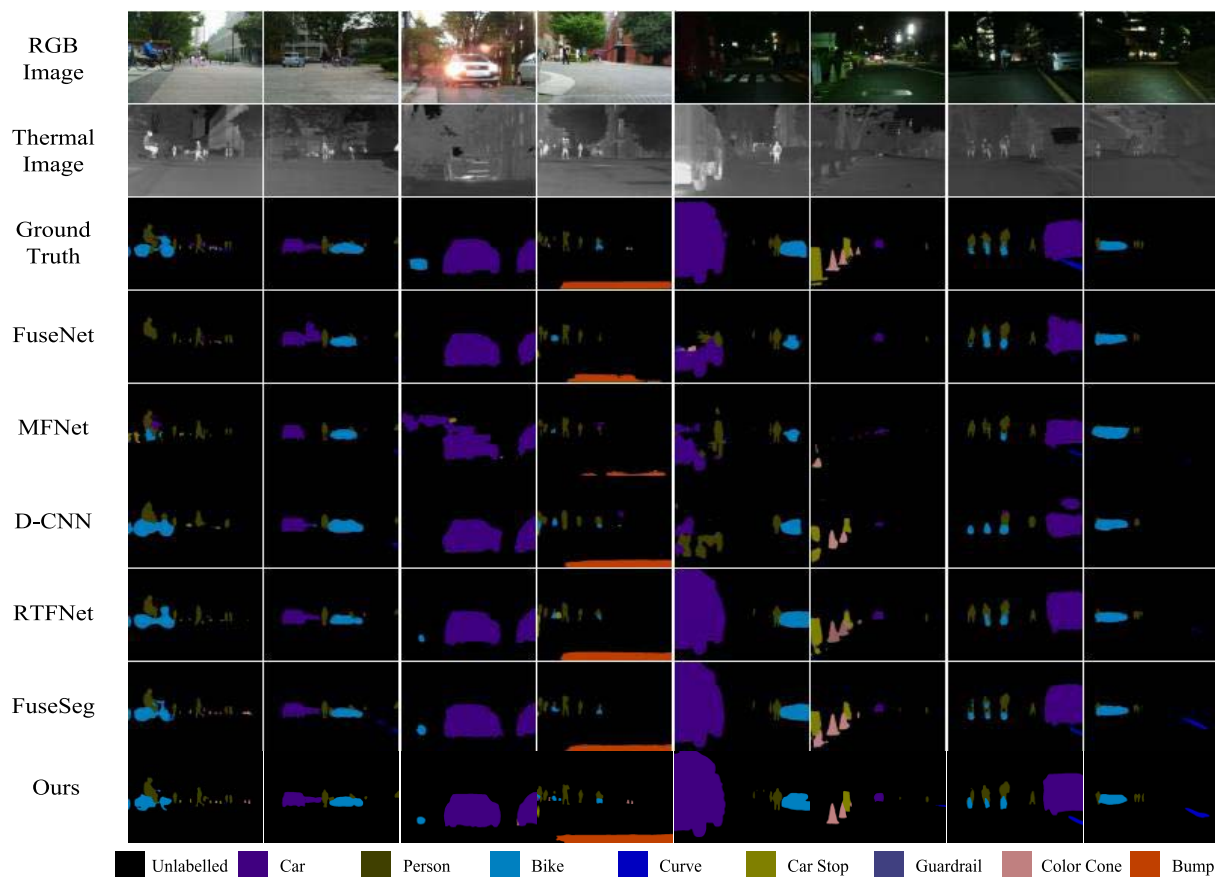 RGB
Image
Thermal
Image
Ground
Truth
FuseNet
MFNet
D-CNN
RTFNet
FuseSeg
Ours
Unlabelled Car Person Bike Curve Car Stop Guardrail Color Cone Bump